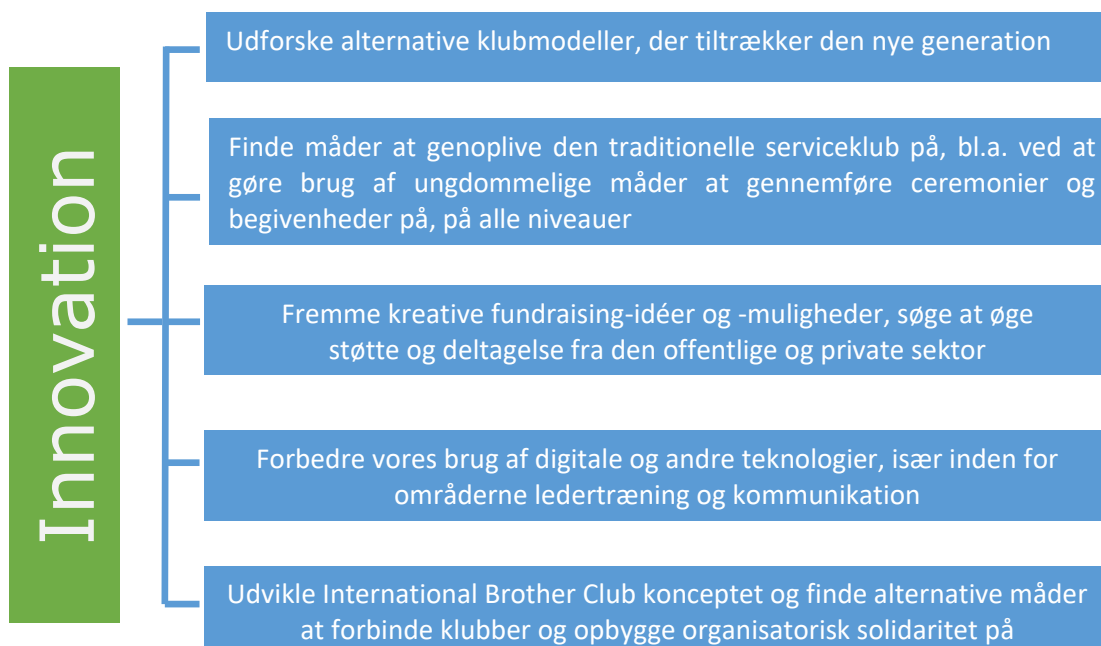 Innovation
Udforske alternative klubmodeller, der tiltrækker den nye generation
Finde måder at genoplive den traditionelle serviceklub på, bl.a. ved at
gøre brug af ungdommelige måder at gennemføre ceremonier og
begivenheder på, på alle niveauer
Fremme kreative fundraising-idéer og -muligheder, søge at øge
støtte og deltagelse fra den offentlige og private sektor
Forbedre vores brug af digitale og andre teknologier, især inden for
områderne ledertræning og kommunikation
Udvikle International Brother Club konceptet og finde alternative måder
at forbinde klubber og opbygge organisatorisk solidaritet på